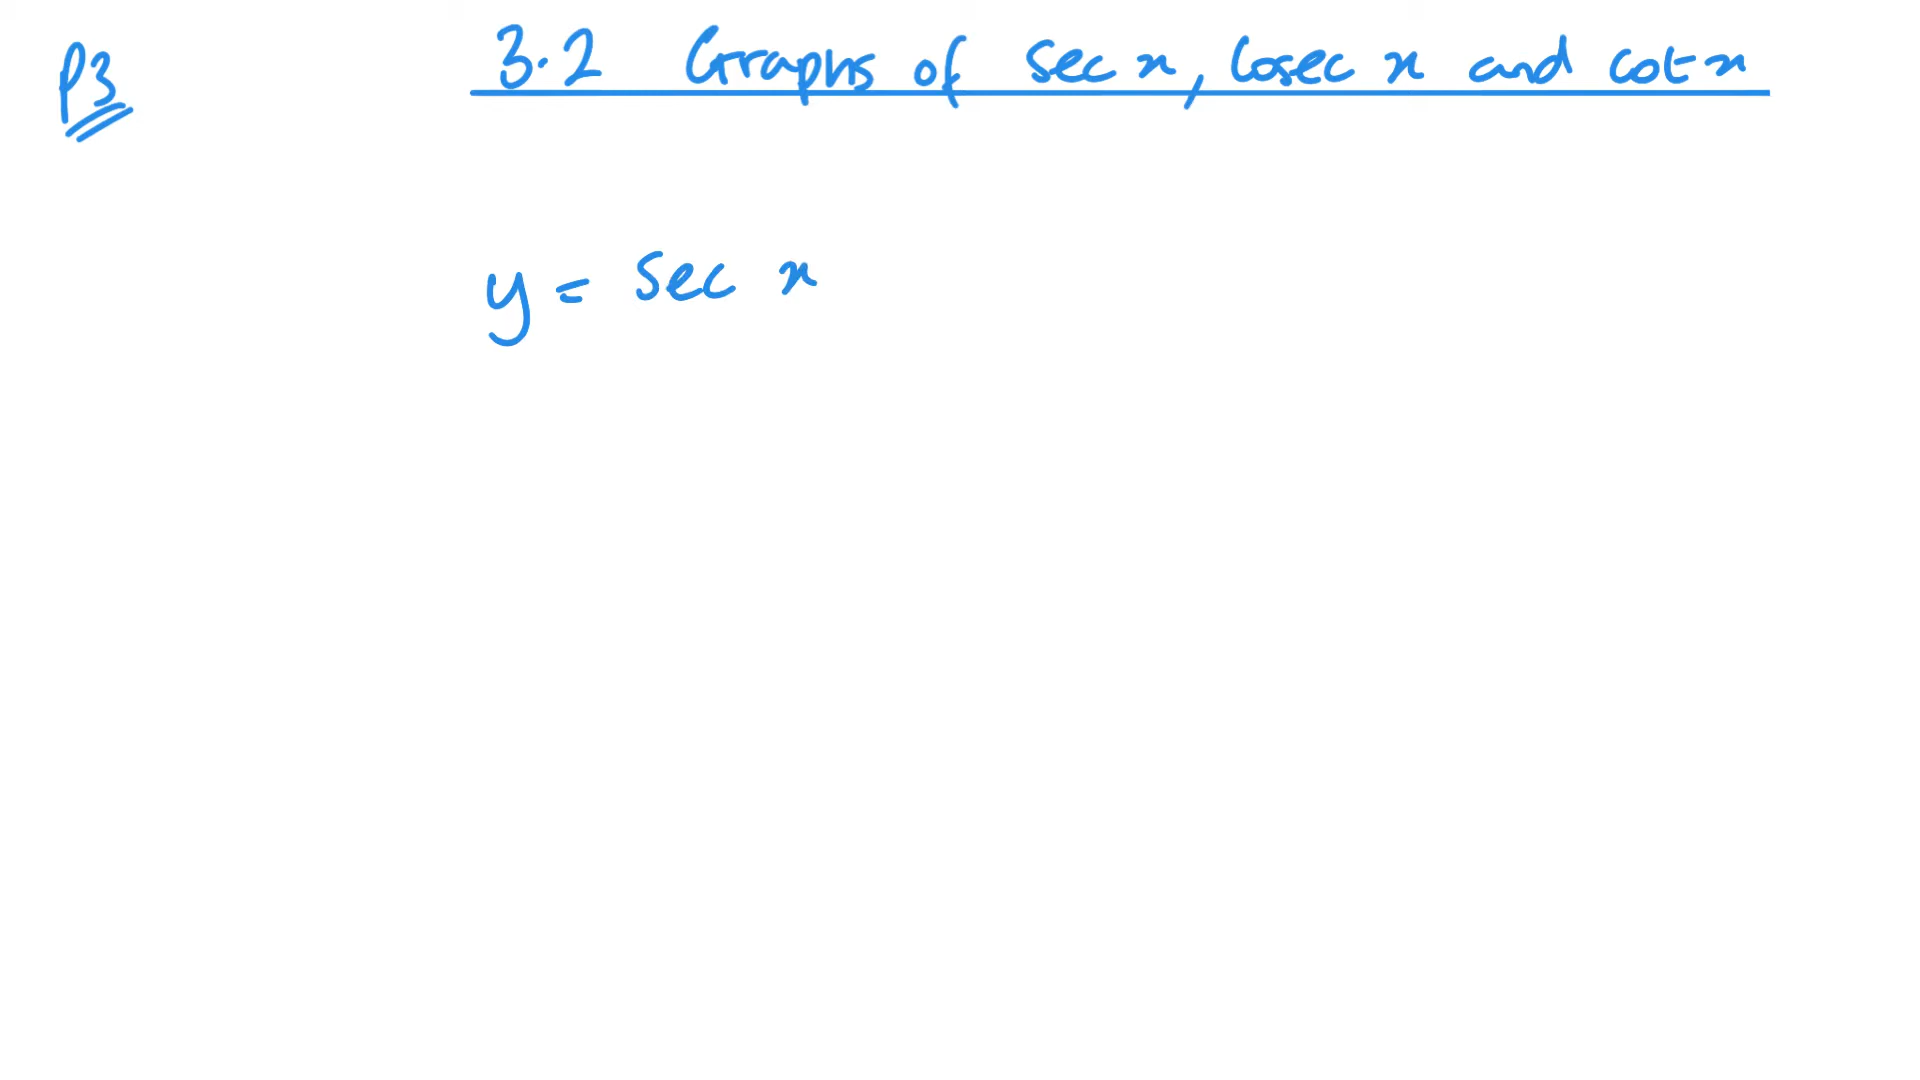 P3
3.2 Graphs of sec x, cosec x and cot x
y = sec x